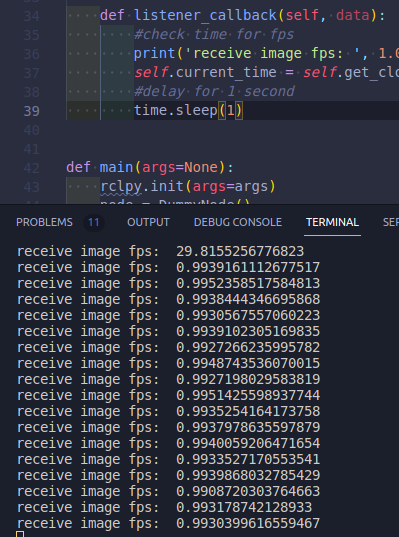 34 def listener_callback(self, data):
35 #check time for fps
36 print('receive image fps: ', 1.0
37 self.current_time = self.get_clo
38 #delay for 1 second
39 time.sleep(1)
40
41
42 def main(args=None):
43 rclpy.init(args=args)
44 node = DummyNode()
PROBLEMS 11 OUTPUT DEBUG CONSOLE TERMINAL SER
receive image fps: 29.8155256776823
receive image fps: 0.9939161112677517
receive image fps: 0.9952358517584813
receive image fps: 0.9938444346695868
receive image fps: 0.9930567557060223
receive image fps: 0.9939102305169835
receive image fps: 0.9927266235995782
receive image fps: 0.9948743536070015
receive image fps: 0.9927198029583819
receive image fps: 0.9951425598937744
receive image fps: 0.9935254164173758
receive image fps: 0.9937978635597879
receive image fps: 0.9940059206471654
receive image fps: 0.9933527170553541
receive image fps: 0.9939868032785429
receive image fps: 0.9908720303764663
receive image fps: 0.993178742128933
receive image fps: 0.9930399616559467